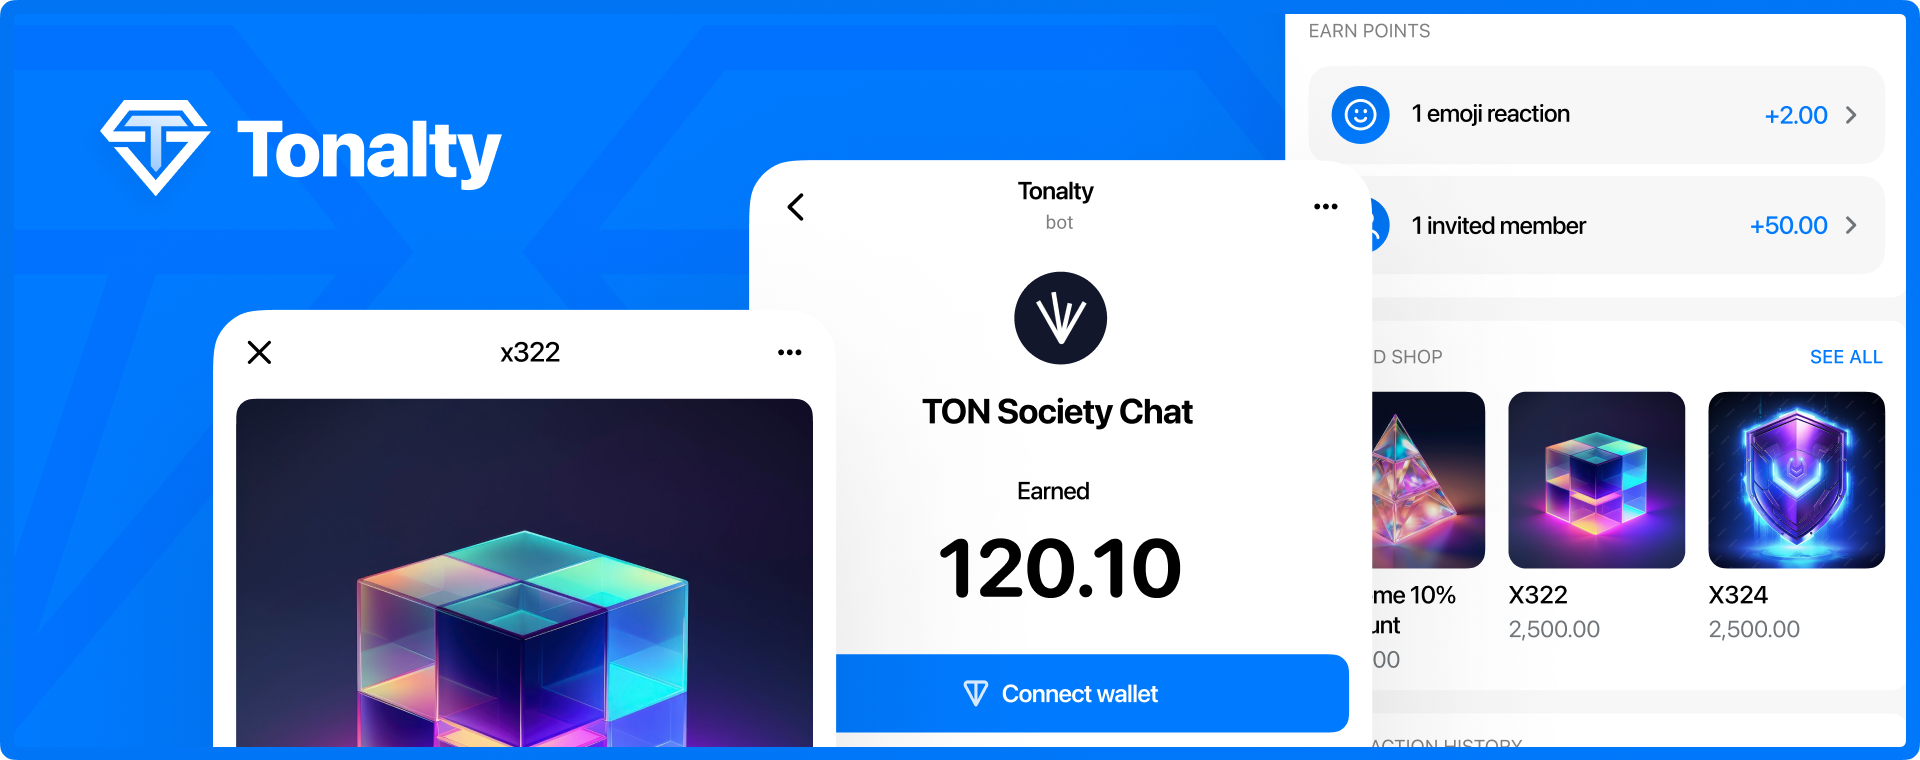 Tonalty
x322
Tonalty
bot
TON Society Chat
Earned
120.10
Connect wallet
EARN POINTS
1 emoji reaction
+2.00
1 invited member
+50.00
D SHOP
SEE ALL
me 10%
unt
00
X322
2,500.00
X324
2,500.00
ACTION HISTORY